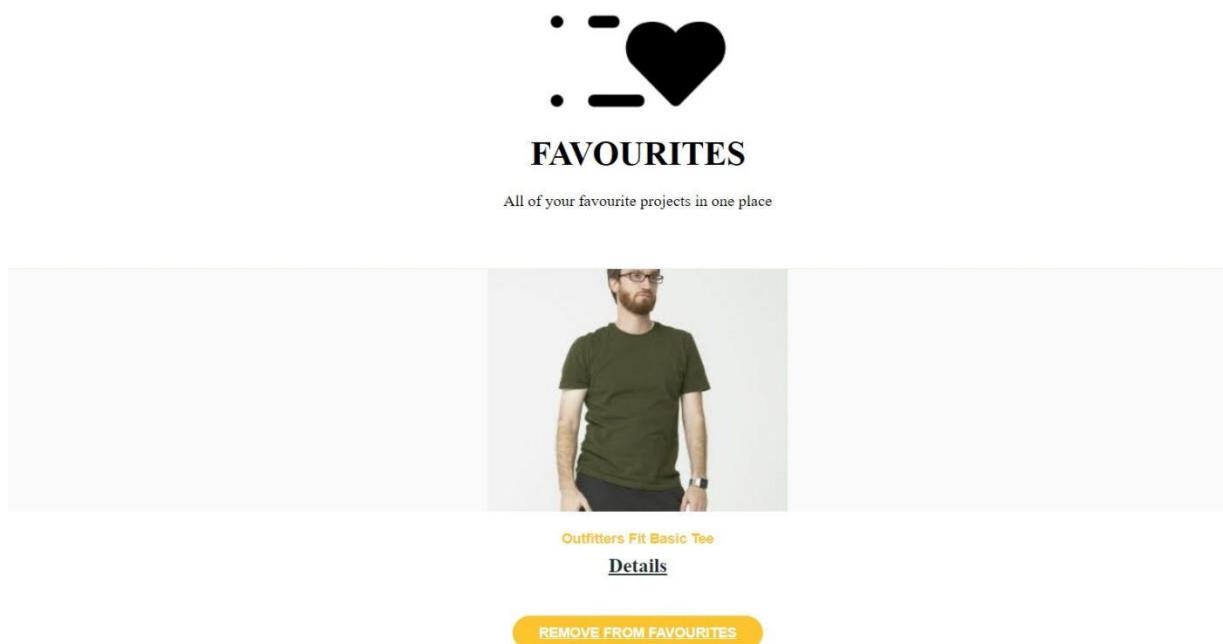 FAVOURITES
All of your favourite projects in one place
Outfitters Fit Basic Tee
Details
REMOVE FROM FAVOURITES